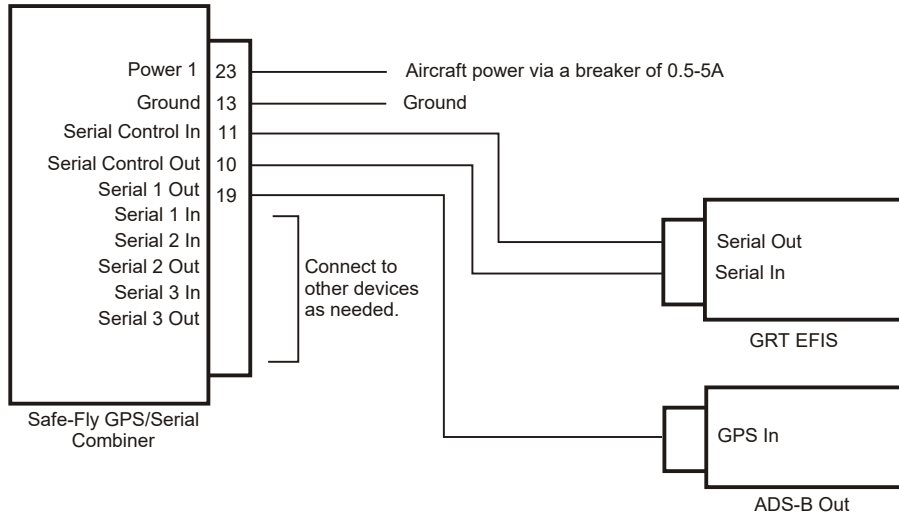 Power 1 23 Aircraft power via a breaker of 0.5-5A
Ground 13 Ground
Serial Control In 11
Serial Control Out 10
Serial 1 Out 19
Serial 1 In
Serial 2 In
Serial 2 Out
Serial 3 In
Serial 3 Out
Connect to
other devices
as needed.
Safe-Fly GPS/Serial
Combiner
Serial Out
Serial In
GRT EFIS
GPS In
ADS-B Out